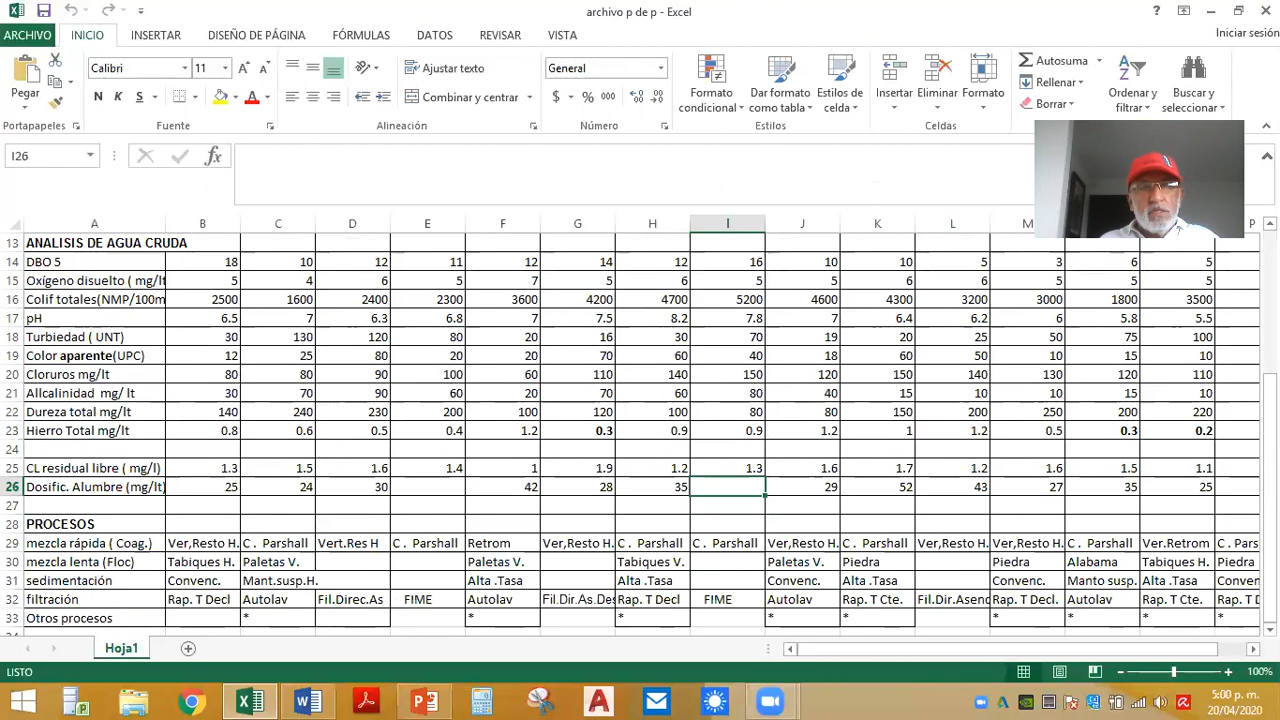 archivo p de p - Excel
ARCHIVO INICIO INSERTAR DISEÑO DE PÁGINA FÓRMULAS DATOS REVISAR VISTA Iniciar sesión
Pegar
Portapapeles
Calibri 11
N K S
Fuente
Ajustar texto
Combinar y centrar
Alineación
General
$ % 000
Número
Formato condicional
Dar formato como tabla
Estilos de celda
Estilos
Insertar Eliminar Formato
Celdas
Autosuma
Rellenar
Borrar
Ordenar y filtrar
Buscar y seleccionar
I26 fx
A B C D E F G H I J K L M P
13 ANALISIS DE AGUA CRUDA
14 DBO 5 18 10 12 11 12 14 12 16 10 10 5 3 6 5
15 Oxígeno disuelto ( mg/lt 5 4 6 5 7 5 6 5 5 6 6 5 5 5
16 Colif totales(NMP/100m 2500 1600 2400 2300 3600 4200 4700 5200 4600 4300 3200 3000 1800 3500
17 pH 6.5 7 6.3 6.8 7 7.5 8.2 7.8 7 6.4 6.2 6 5.8 5.5
18 Turbiedad ( UNT) 30 130 120 80 20 16 30 70 19 20 25 50 75 100
19 Color aparente(UPC) 12 25 80 20 20 70 60 40 18 60 50 10 15 10
20 Cloruros mg/lt 80 80 90 100 60 110 140 150 120 150 140 130 120 110
21 Allcalinidad mg/ lt 30 70 90 60 20 70 60 80 40 15 10 10 15 10
22 Dureza total mg/lt 140 240 230 200 100 120 100 80 80 150 200 250 200 220
23 Hierro Total mg/lt 0.8 0.6 0.5 0.4 1.2 0.3 0.9 0.9 1.2 1 1.2 0.5 0.3 0.2
24
25 CL residual libre ( mg/l) 1.3 1.5 1.6 1.4 1 1.9 1.2 1.3 1.6 1.7 1.2 1.6 1.5 1.1
26 Dosific. Alumbre (mg/lt) 25 24 30 42 28 35 29 52 43 27 35 25
27
28 PROCESOS
29 mezcla rápida ( Coag.) Ver,Resto H. C . Parshall Vert.Res H C . Parshall Retrom Ver,Resto H. C . Parshall C . Parshall Ver,Resto H. C . Parshall Ver,Resto H. Ver,Resto H. C . Parshall Ver.Retrom C . Pars
30 mezcla lenta (Floc) Tabiques H. Paletas V. Paletas V. Tabiques V. Paletas V. Piedra Piedra Alabama Tabiques H. Piedra
31 sedimentación Convenc. Mant.susp.H. Alta .Tasa Alta .Tasa Convenc. Alta .Tasa Convenc. Manto susp. Alta .Tasa Conven
32 filtración Rap. T Decl Autolav Fil.Direc.As FIME Autolav Fil.Dir.As.Des Rap. T Decl FIME Autolav Rap. T Cte. Fil.Dir.Asend Rap. T Decl. Autolav Rap. T Cte. Rap. T D
33 Otros procesos * * * * * * * * *
Hoja1
LISTO 100%
5:00 p. m.
20/04/2020